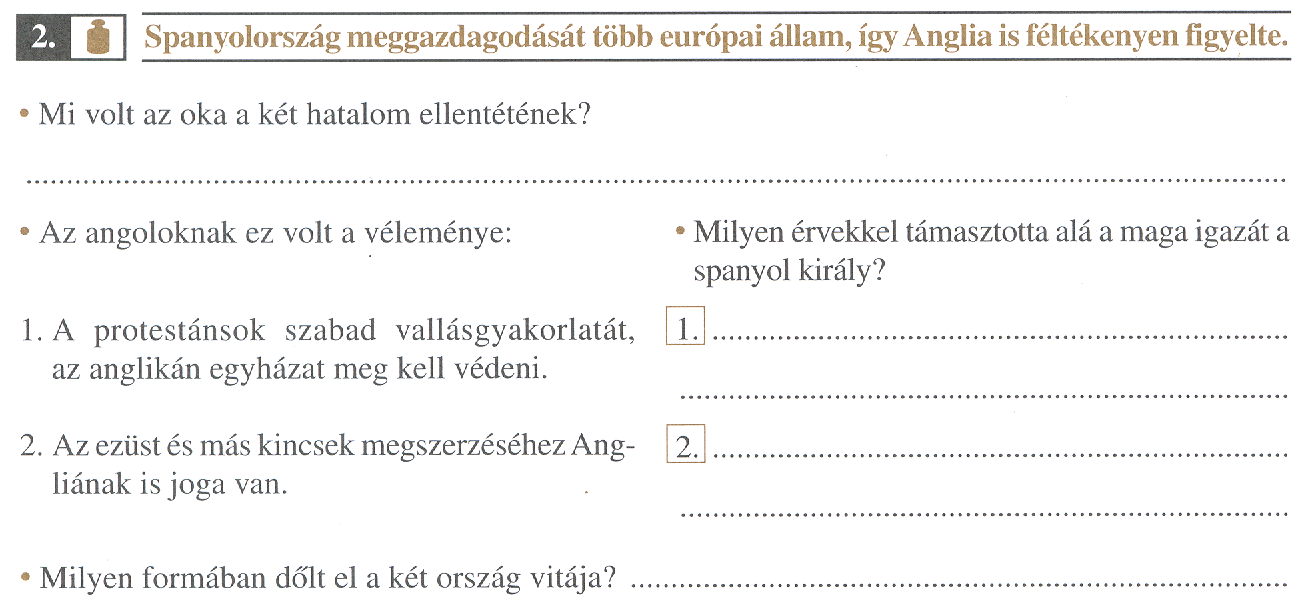 2. Spanyolország meggazdagodását több európai állam, így Anglia is féltékenyen figyelte.
• Mi volt az oka a két hatalom ellentétének?
• Az angoloknak ez volt a véleménye:
1. A protestánsok szabad vallásgyakorlatát,
az anglikán egyházat meg kell védeni.
2. Az ezüst és más kincsek megszerzéséhez Ang-
liának is joga van.
• Milyen érvekkel támasztotta alá a maga igazát a
spanyol király?
1.
2.
• Milyen formában dőlt el a két ország vitája?